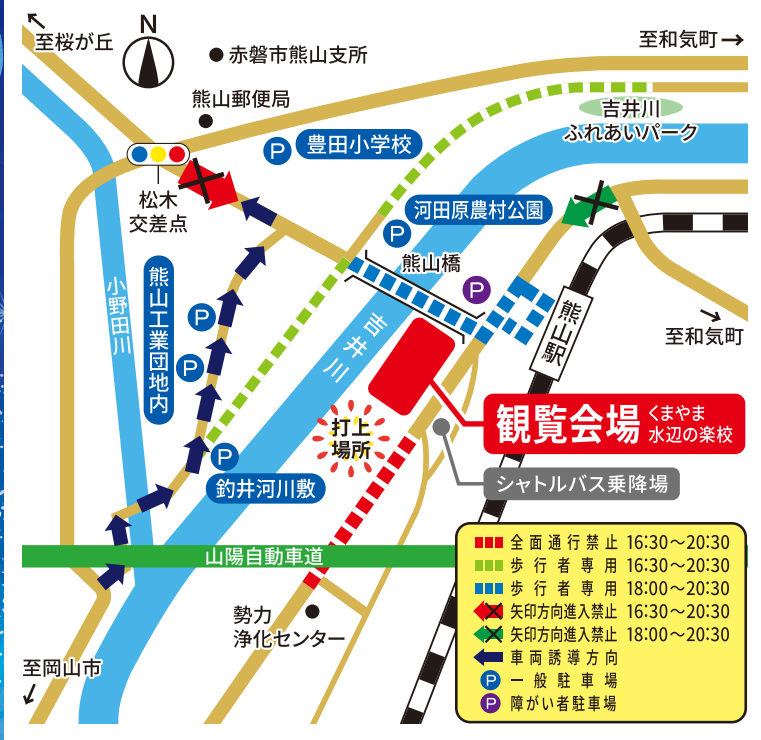 至桜が丘
N
赤磐市熊山支所
至和気町
熊山郵便局
吉井川
ふれあいパーク
P
豊田小学校
松木
交差点
河田原農村公園
P
熊山橋
P
小野田川
熊山工業団地内
P
P
吉井川
熊山駅
至和気町
観覧会場
くまやま
水辺の楽校
打上
場所
P
釣井河川敷
シャトルバス乗降場
山陽自動車道
勢力
浄化センター
至岡山市
全面通行禁止 16:30〜20:30
歩行者専用 16:30〜20:30
歩行者専用 18:00〜20:30
矢印方向進入禁止 16:30〜20:30
矢印方向進入禁止 18:00〜20:30
車両誘導方向
P 一般駐車場
P 障がい者駐車場